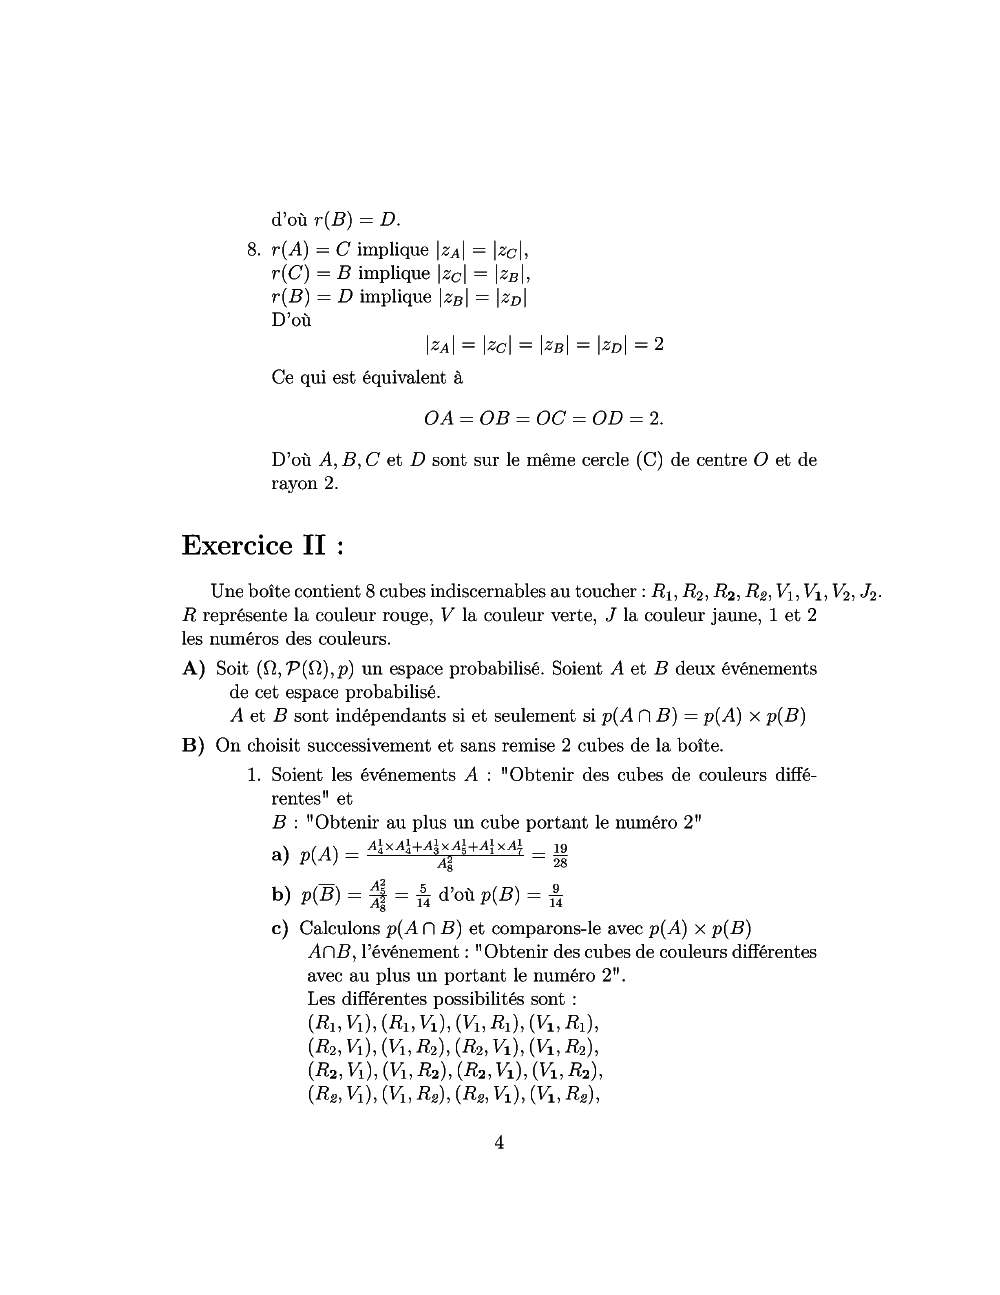 d'où r(B) = D.
8. r(A) = C implique |z_A| = |z_C|,
r(C) = B implique |z_C| = |z_B|,
r(B) = D implique |z_B| = |z_D|
D'où
|z_A| = |z_C| = |z_B| = |z_D| = 2
Ce qui est équivalent à
OA = OB = OC = OD = 2.
D'où A, B, C et D sont sur le même cercle (C) de centre O et de
rayon 2.
Exercice II :
Une boîte contient 8 cubes indiscernables au toucher : R_1, R_2, R_2, R_2, V_1, V_1, V_2, J_2.
R représente la couleur rouge, V la couleur verte, J la couleur jaune, 1 et 2
les numéros des couleurs.
A) Soit (Ω, P(Ω), p) un espace probabilisé. Soient A et B deux événements
de cet espace probabilisé.
A et B sont indépendants si et seulement si p(A ∩ B) = p(A) × p(B)
B) On choisit successivement et sans remise 2 cubes de la boîte.
1. Soient les événements A : "Obtenir des cubes de couleurs diffé-
rentes" et
B : "Obtenir au plus un cube portant le numéro 2"
a) p(A) = \frac{A_4^1×A_4^1+A_3^1×A_5^1+A_1^1×A_7^1}{A_8^2} = \frac{19}{28}
b) p(\overline{B}) = \frac{A_5^2}{A_8^2} = \frac{5}{14} d'où p(B) = \frac{9}{14}
c) Calculons p(A ∩ B) et comparons-le avec p(A) × p(B)
A∩B, l'événement : "Obtenir des cubes de couleurs différentes
avec au plus un portant le numéro 2".
Les différentes possibilités sont :
(R_1, V_1), (R_1, V_1), (V_1, R_1), (V_1, R_1),
(R_2, V_1), (V_1, R_2), (R_2, V_1), (V_1, R_2),
(R_2, V_1), (V_1, R_2), (R_2, V_1), (V_1, R_2),
(R_2, V_1), (V_1, R_2), (R_2, V_1), (V_1, R_2),
4